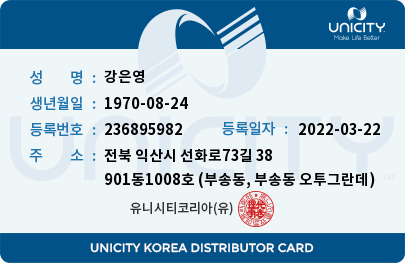 UNICITY
Make Life Better
성 명 : 강은영
생년월일 : 1970-08-24
등록번호 : 236895982 등록일자 : 2022-03-22
주 소 : 전북 익산시 선화로73길 38
901동1008호 (부송동, 부송동 오투그란데)
UNICITY
TM
유니시티코리아(유)
UNICITY KOREA DISTRIBUTOR CARD